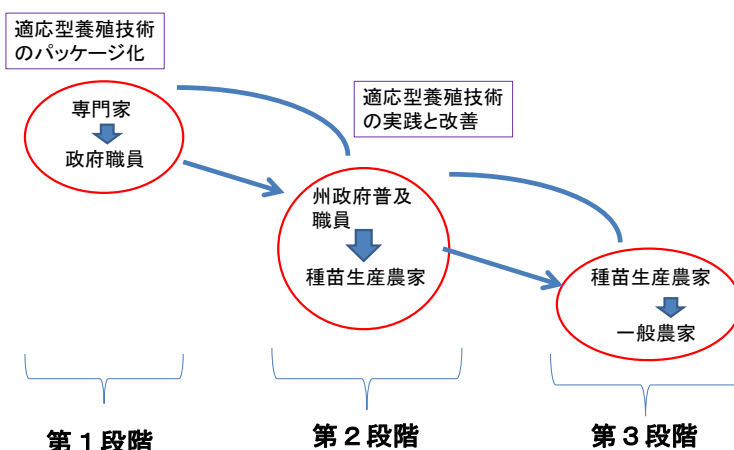 適応型養殖技術
のパッケージ化
専門家
政府職員
適応型養殖技術
の実践と改善
州政府普及
職員
種苗生産農家
種苗生産農家
一般農家
第1段階
第2段階
第3段階